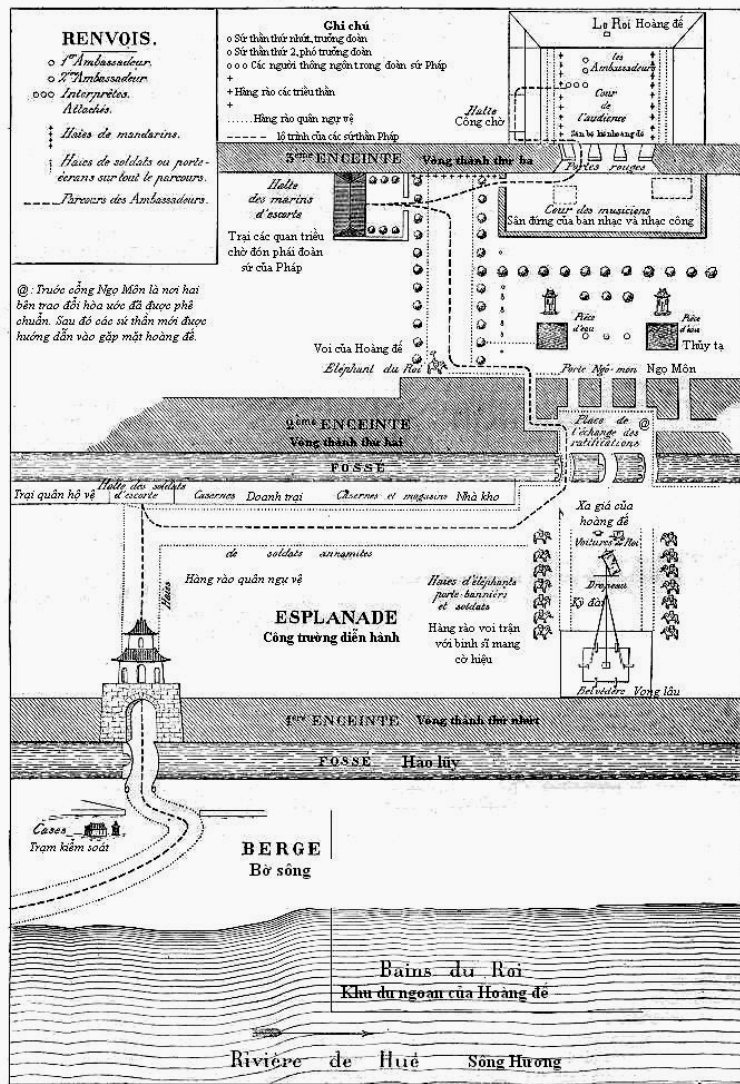 RENVOIS.
o 1er Ambassadeur.
o 2me Ambassadeur
ooo Interprètes.
Attachés.
Haies de mandarins.
Haies de soldats ou porte-
écrans sur tout le parcours.
Parcours des Ambassadeurs.
Ghi chú
o Sứ thần thứ nhứt, trưởng đoàn
o Sứ thần thứ 2, phó trưởng đoàn
o o o Các người thông ngôn trong đoàn sứ Pháp
+
+ Hàng rào các triều thần
+
...... Hàng rào quân ngự vệ
------ lộ trình của các sứ thần Pháp
Le Roi Hoàng đế
les
Ambassadeurs
Cour
de
l'audience
Sân bệ kiến hoàng đế
Halte
Công chờ
3ème ENCEINTE Vòng thành thứ ba
Portes rouges
Halte
des marins
d'escorte
Trại các quan triều
chờ đón phái đoàn
sứ của Pháp
Cour des musiciens
Sân đứng của ban nhạc và nhạc công
@ : Trước cổng Ngọ Môn là nơi hai
bên trao đổi hòa ước đã được phê
chuẩn. Sau đó các sứ thần mới được
hướng dẫn vào gặp mặt hoàng đế.
Pièce
d'eau
Pièce
d'eau
Thủy tạ
Voi của Hoàng đế
Eléphant du Roi
Porte Ngo-mon Ngọ Môn
2ème ENCEINTE
Vòng thành thứ hai
Place de
l'échange des
ratifications
@
FOSSÉ
Trại quân hộ vệ
Halte des soldats
d'escorte
Casernes Doanh trại
Casernes et magasins Nhà kho
Xa giá của
hoàng đế
Voitures du Roi
Haies
de soldats annamites
Hàng rào quân ngụ vệ
Haies d'éléphants
porte-bannières
et soldats
Hàng rào voi trận
với binh sĩ mang
cờ hiệu
Drapeau
Kỳ đài
ESPLANADE
Công trường diễn hành
Belvédère Vọng lâu
1ère ENCEINTE Vòng thành thứ nhứt
FOSSÉ Hào lũy
Cases
Trạm kiểm soát
BERGE
Bờ sông
Bains du Roi
Khu du ngoạn của Hoàng đế
Rivière de Hué Sông Hương